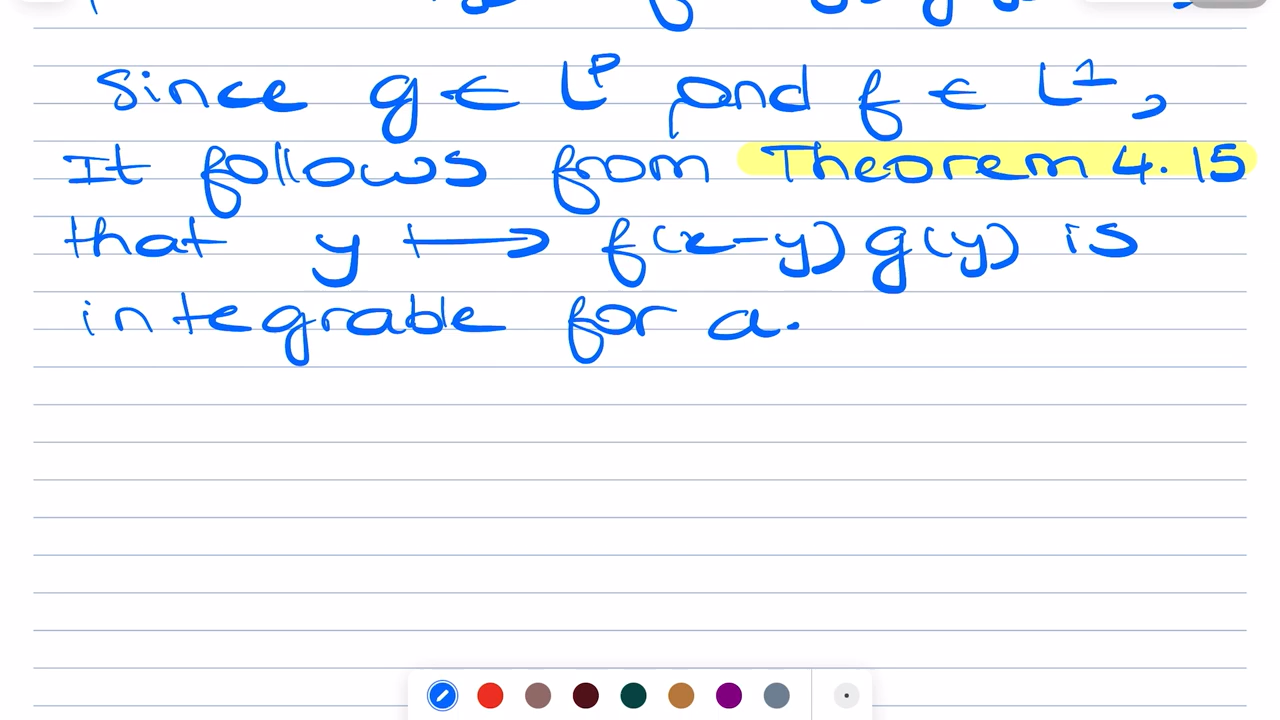 Since g ∈ L^p and f ∈ L^1,
It follows from Theorem 4.15
that y ⟼ f(x-y) g(y) is
integrable for a.